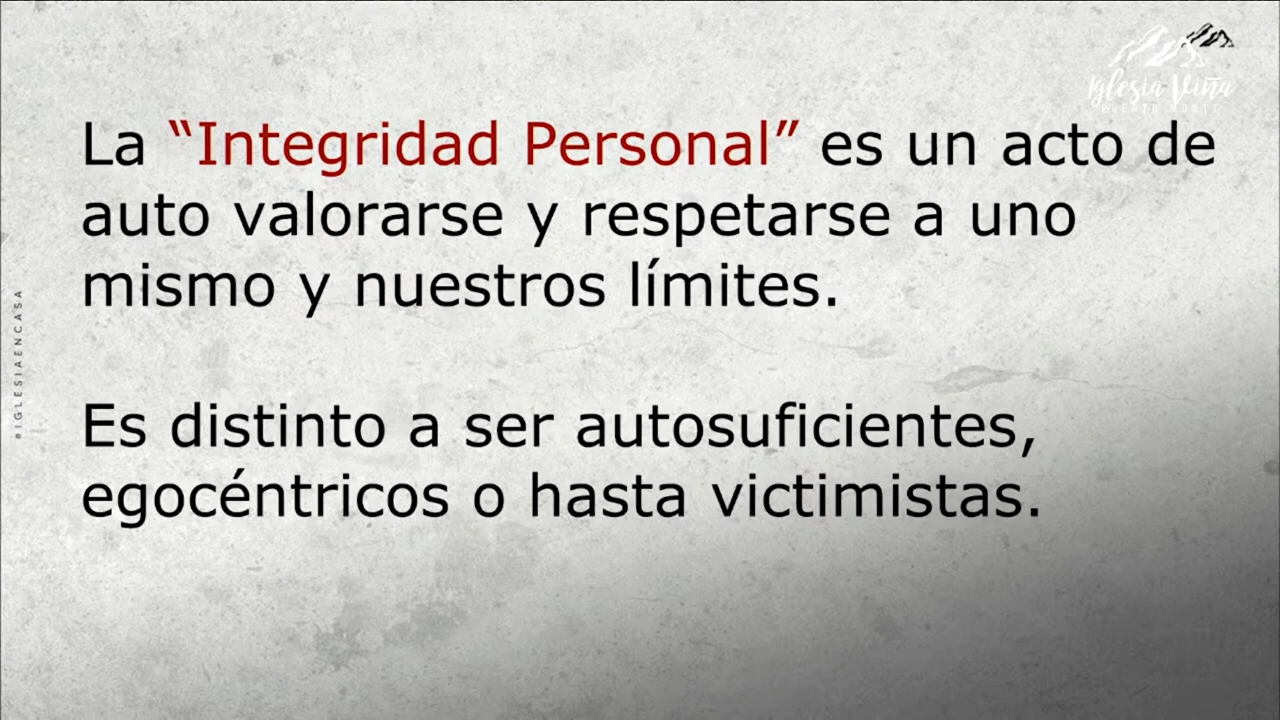 Iglesia Viña
La “Integridad Personal” es un acto de
auto valorarse y respetarse a uno
mismo y nuestros límites.
Es distinto a ser autosuficientes,
egocéntricos o hasta victimistas.
#IGLESIAENCASA